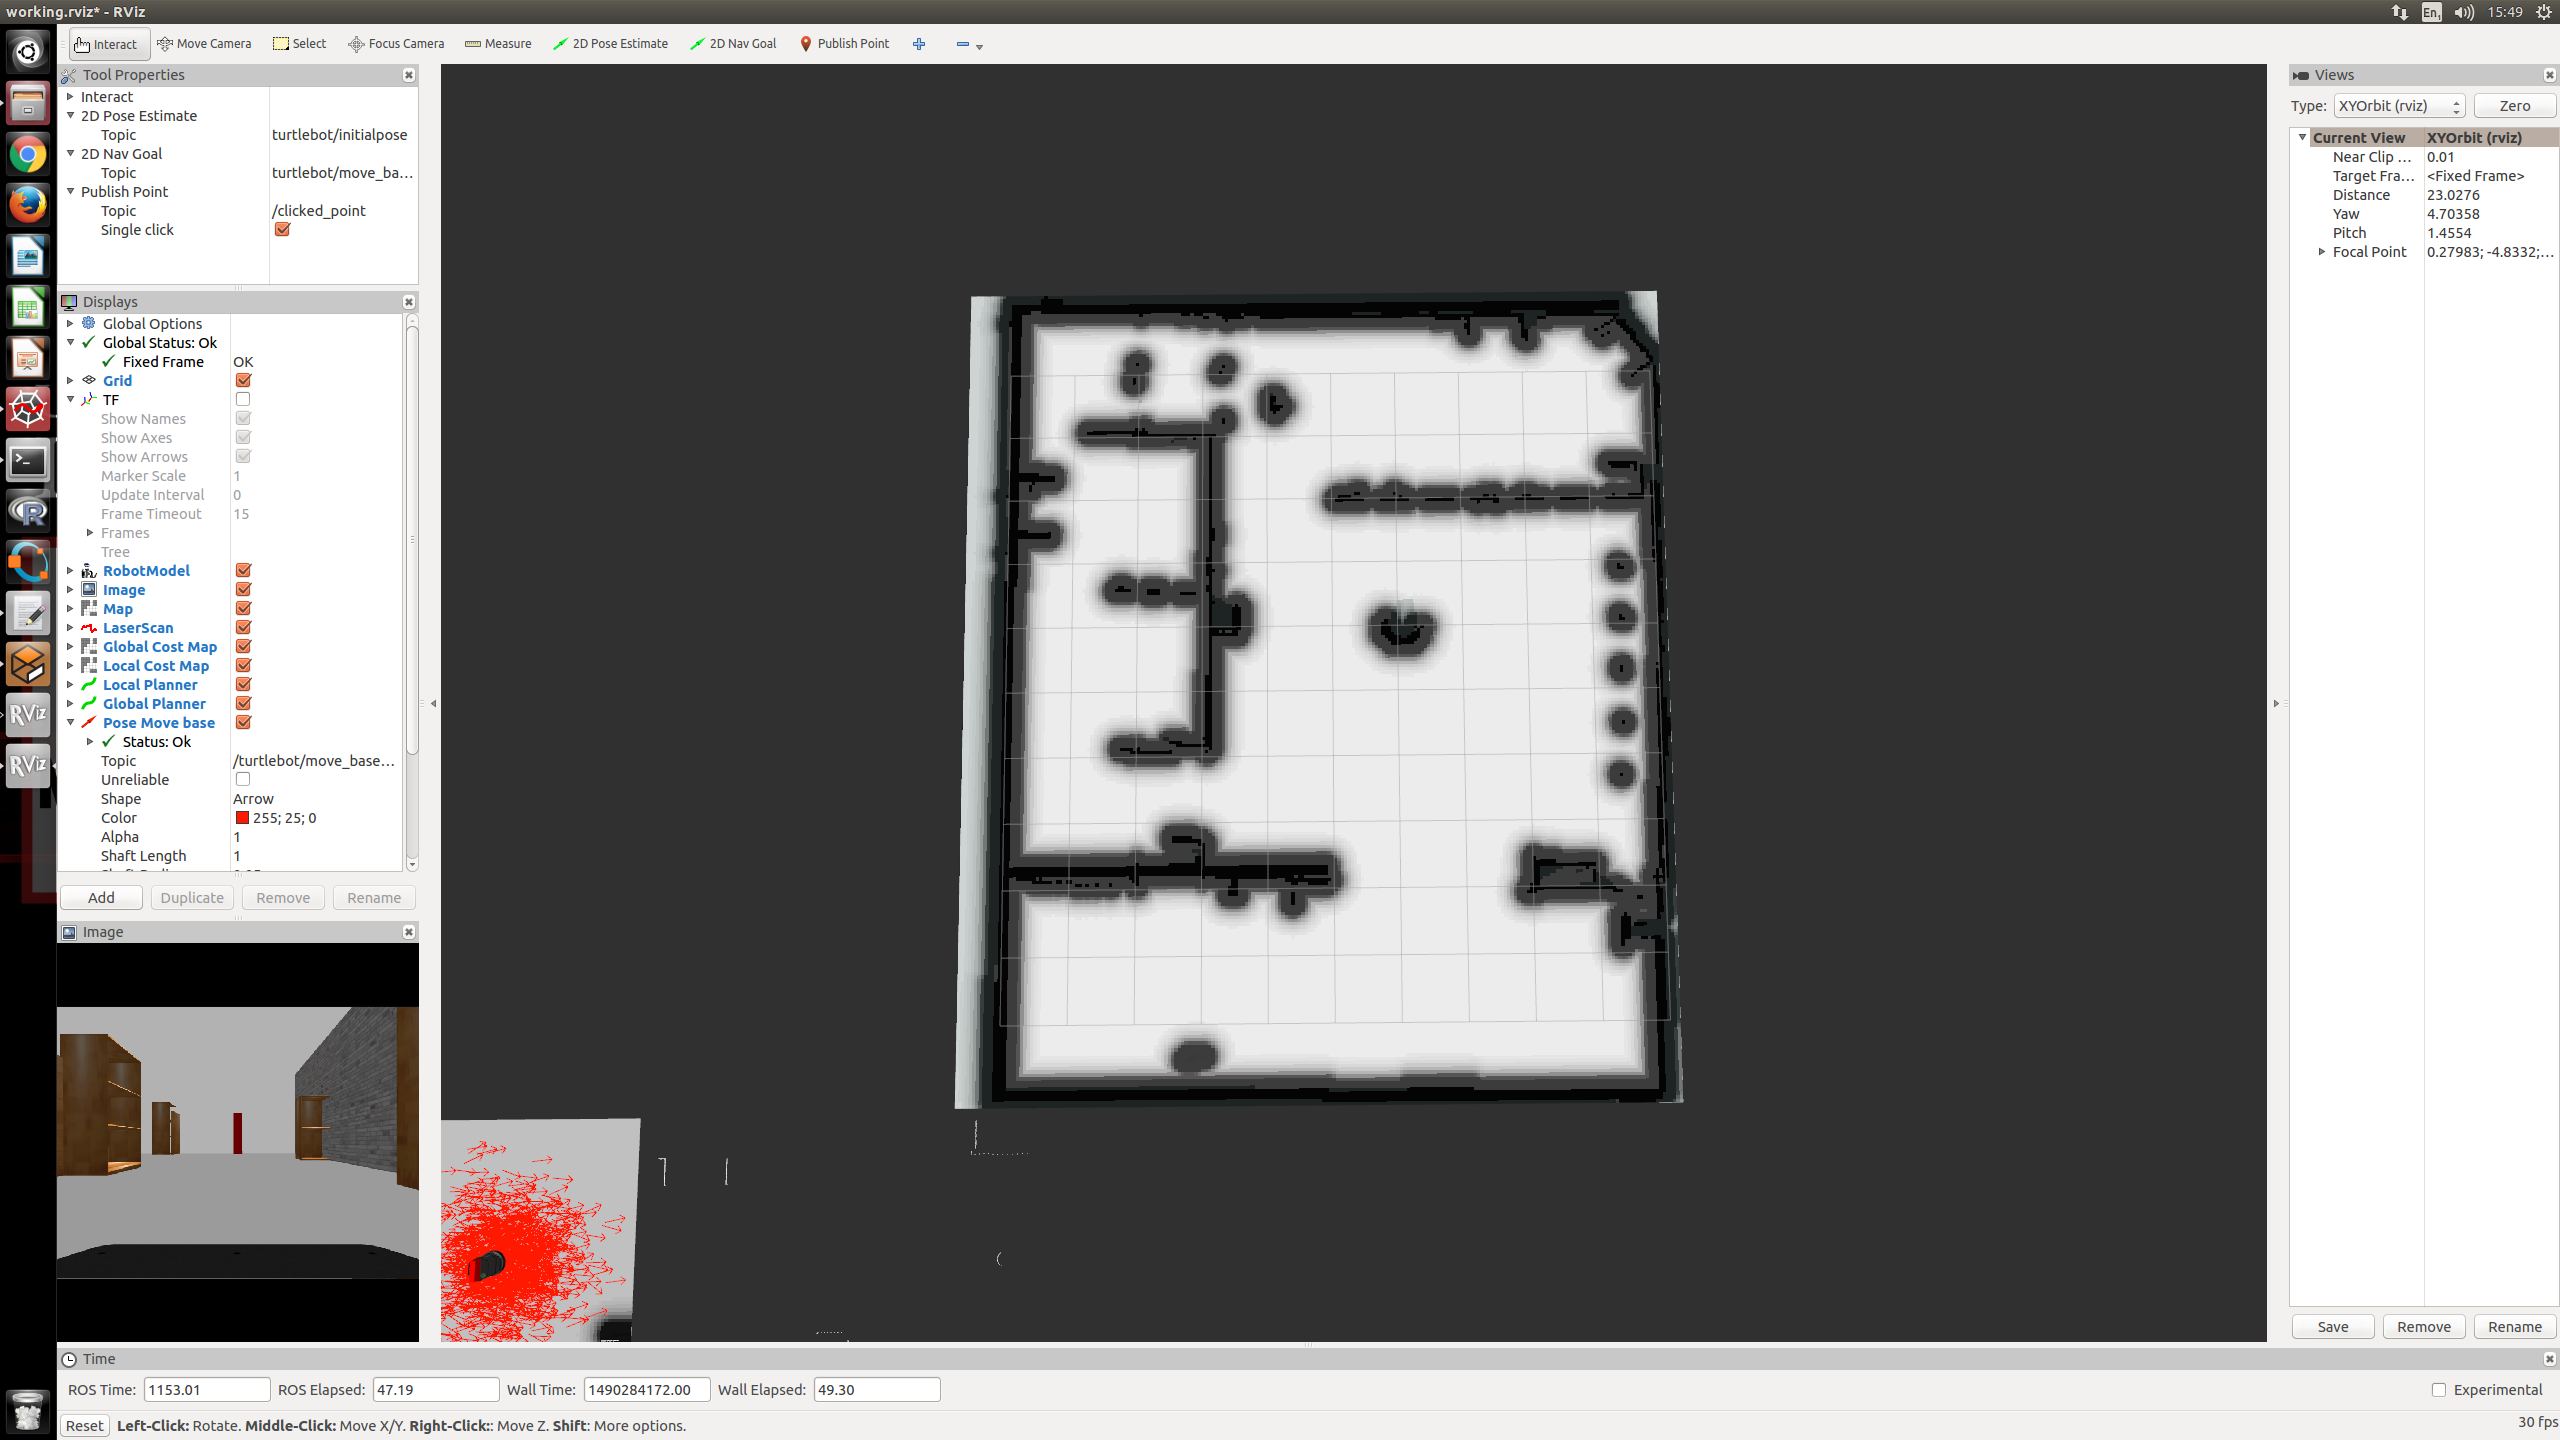 working.rviz* - RViz
En1 15:49
Interact Move Camera Select Focus Camera Measure 2D Pose Estimate 2D Nav Goal Publish Point
Tool Properties
Interact
2D Pose Estimate
Topic turtlebot/initialpose
2D Nav Goal
Topic turtlebot/move_ba...
Publish Point
Topic /clicked_point
Single click
Displays
Global Options
Global Status: Ok
Fixed Frame OK
Grid
TF
Show Names
Show Axes
Show Arrows
Marker Scale 1
Update Interval 0
Frame Timeout 15
Frames
Tree
RobotModel
Image
Map
LaserScan
Global Cost Map
Local Cost Map
Local Planner
Global Planner
Pose Move base
Status: Ok
Topic /turtlebot/move_base...
Unreliable
Shape Arrow
Color 255; 25; 0
Alpha 1
Shaft Length 1
Add Duplicate Remove Rename
Image
RViz
RViz
Views
Type: XYOrbit (rviz) Zero
Current View XYOrbit (rviz)
Near Clip ... 0.01
Target Fra... <Fixed Frame>
Distance 23.0276
Yaw 4.70358
Pitch 1.4554
Focal Point 0.27983; -4.8332;...
Save Remove Rename
Time
ROS Time: 1153.01 ROS Elapsed: 47.19 Wall Time: 1490284172.00 Wall Elapsed: 49.30 Experimental
Reset Left-Click: Rotate. Middle-Click: Move X/Y. Right-Click:: Move Z. Shift: More options. 30 fps